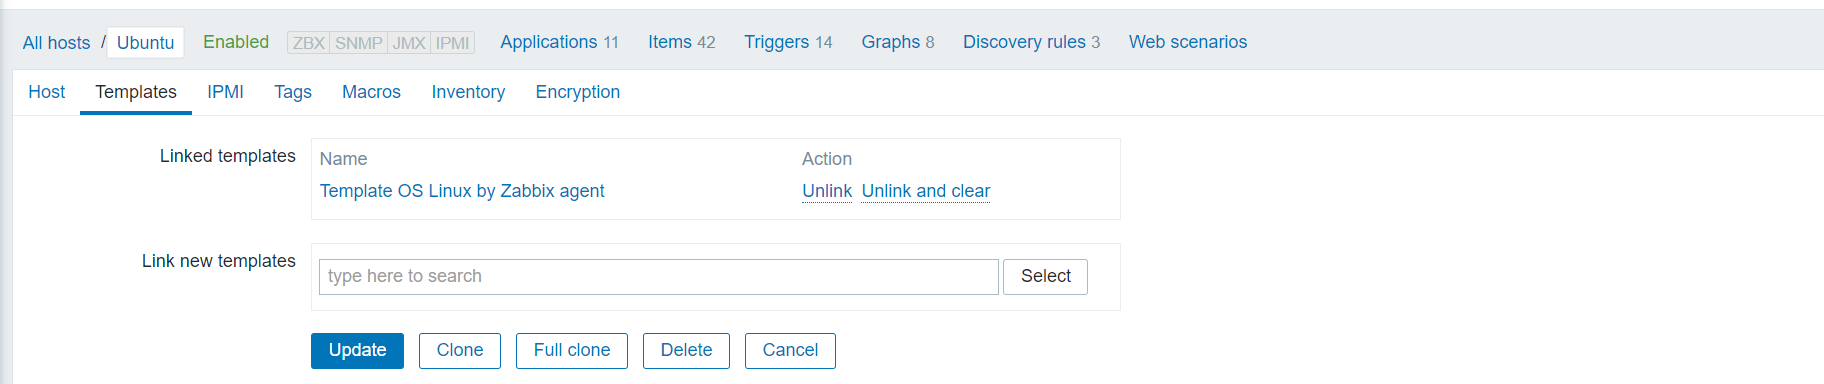 All hosts / Ubuntu Enabled ZBX SNMP JMX IPMI Applications 11 Items 42 Triggers 14 Graphs 8 Discovery rules 3 Web scenarios
Host Templates IPMI Tags Macros Inventory Encryption
Linked templates Name Action
Template OS Linux by Zabbix agent Unlink Unlink and clear
Link new templates
type here to search Select
Update Clone Full clone Delete Cancel